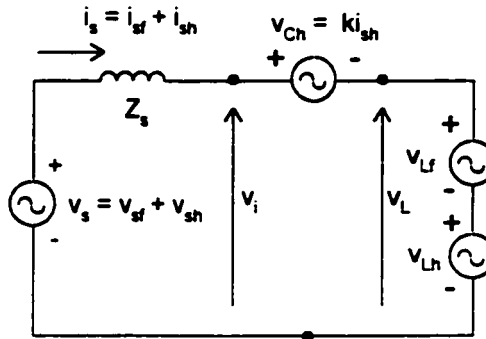 i_s = i_sf + i_sh
v_Ch = ki_sh
+ -
Z_s
+
v_s = v_sf + v_sh
-
v_i
v_L
+
v_Lf
-
+
v_Lh
-